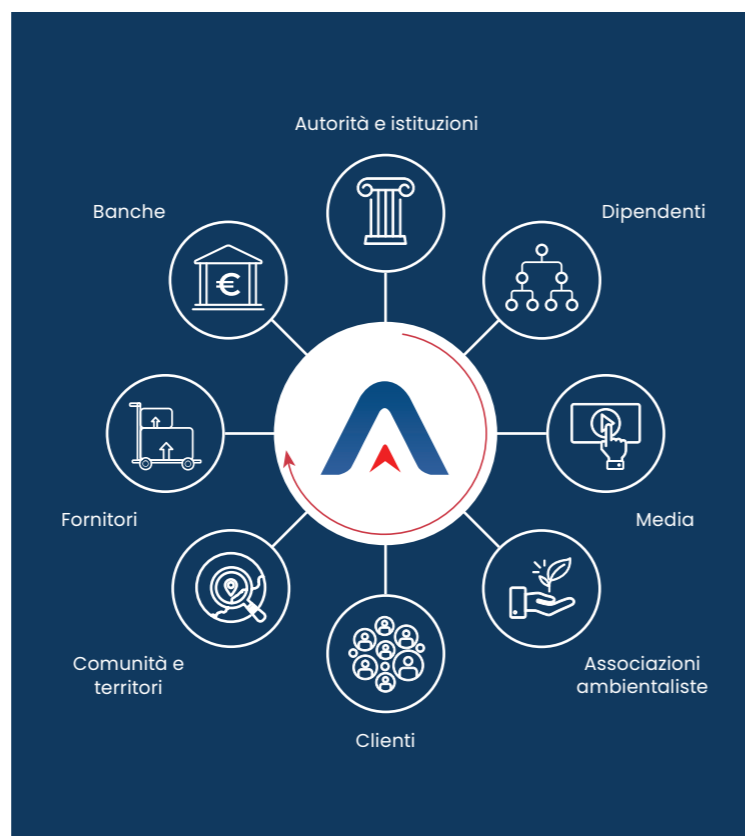 Autorità e istituzioni
Banche
Dipendenti
€
Fornitori
Media
Comunità e
territori
Associazioni
ambientaliste
Clienti